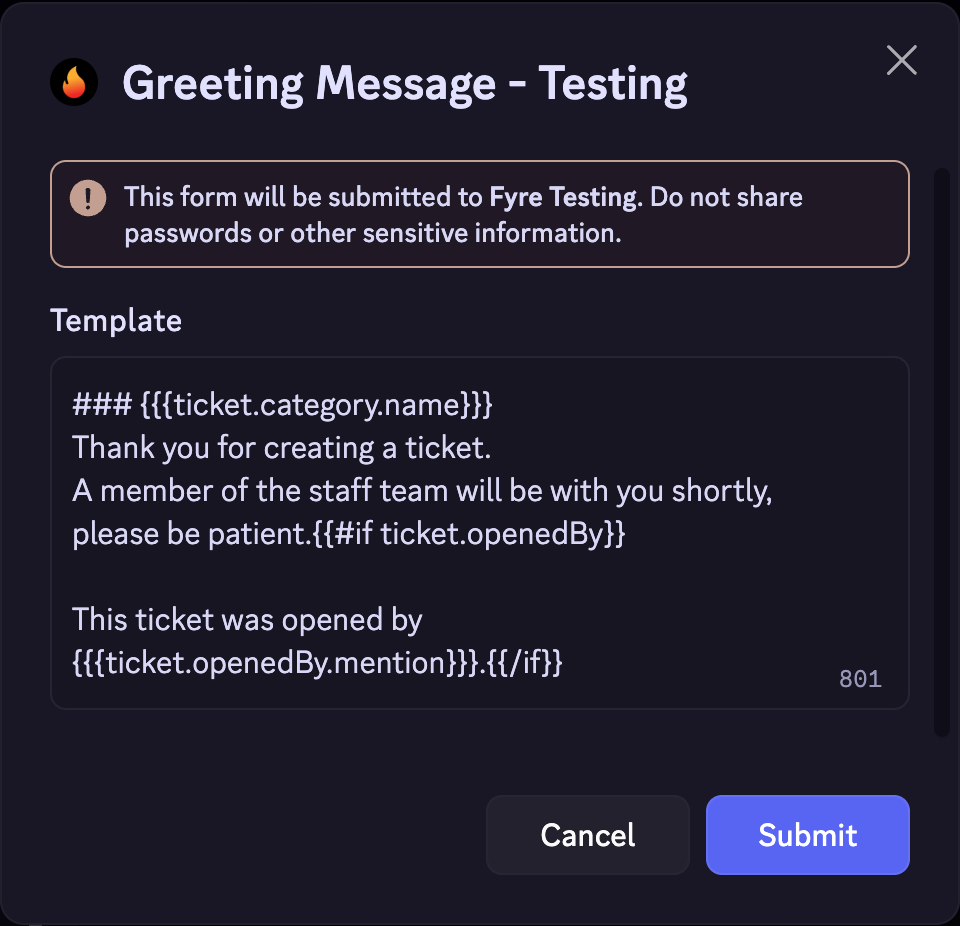 Greeting Message - Testing
This form will be submitted to Fyre Testing. Do not share
passwords or other sensitive information.
Template
### {{{ticket.category.name}}}
Thank you for creating a ticket.
A member of the staff team will be with you shortly,
please be patient.{{#if ticket.openedBy}}
This ticket was opened by
{{{ticket.openedBy.mention}}}.{{/if}}
801
Cancel
Submit